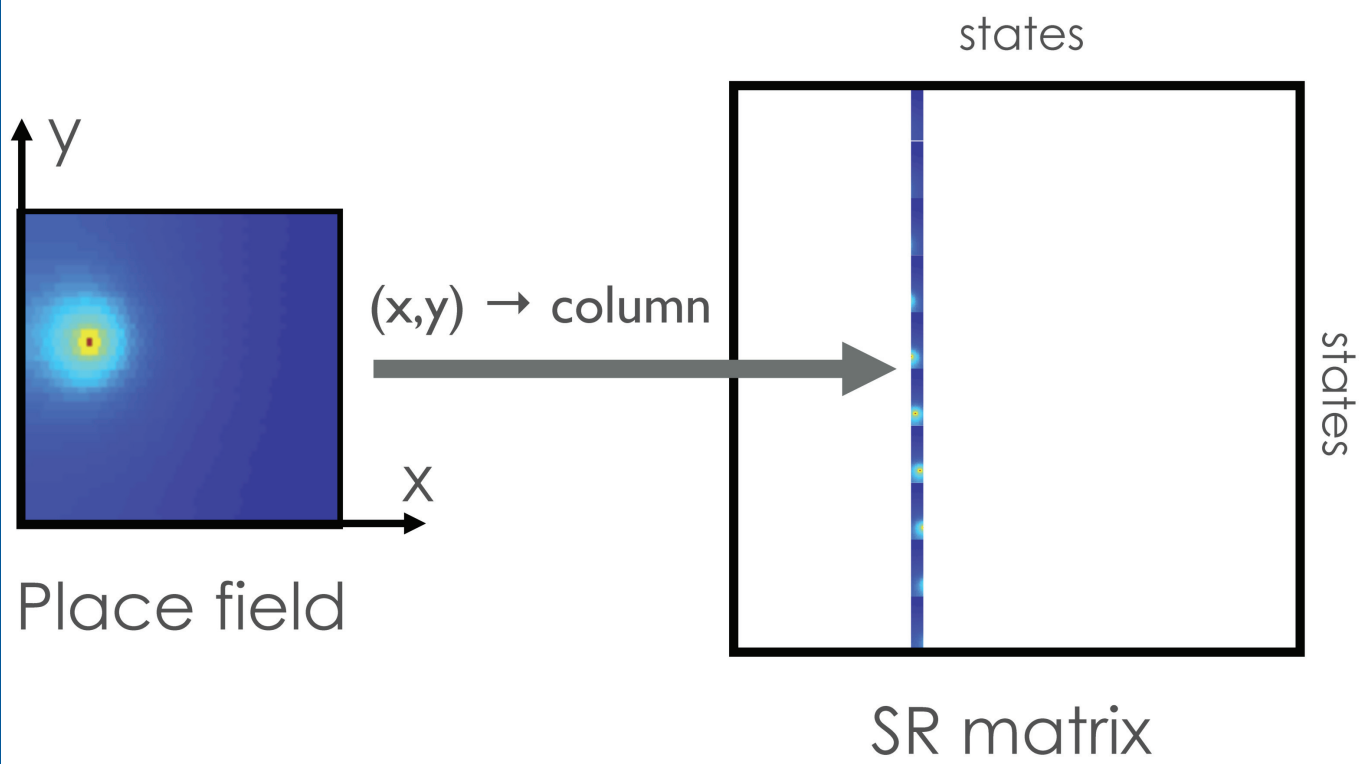 states
y
(x,y) → column
states
x
Place field
SR matrix